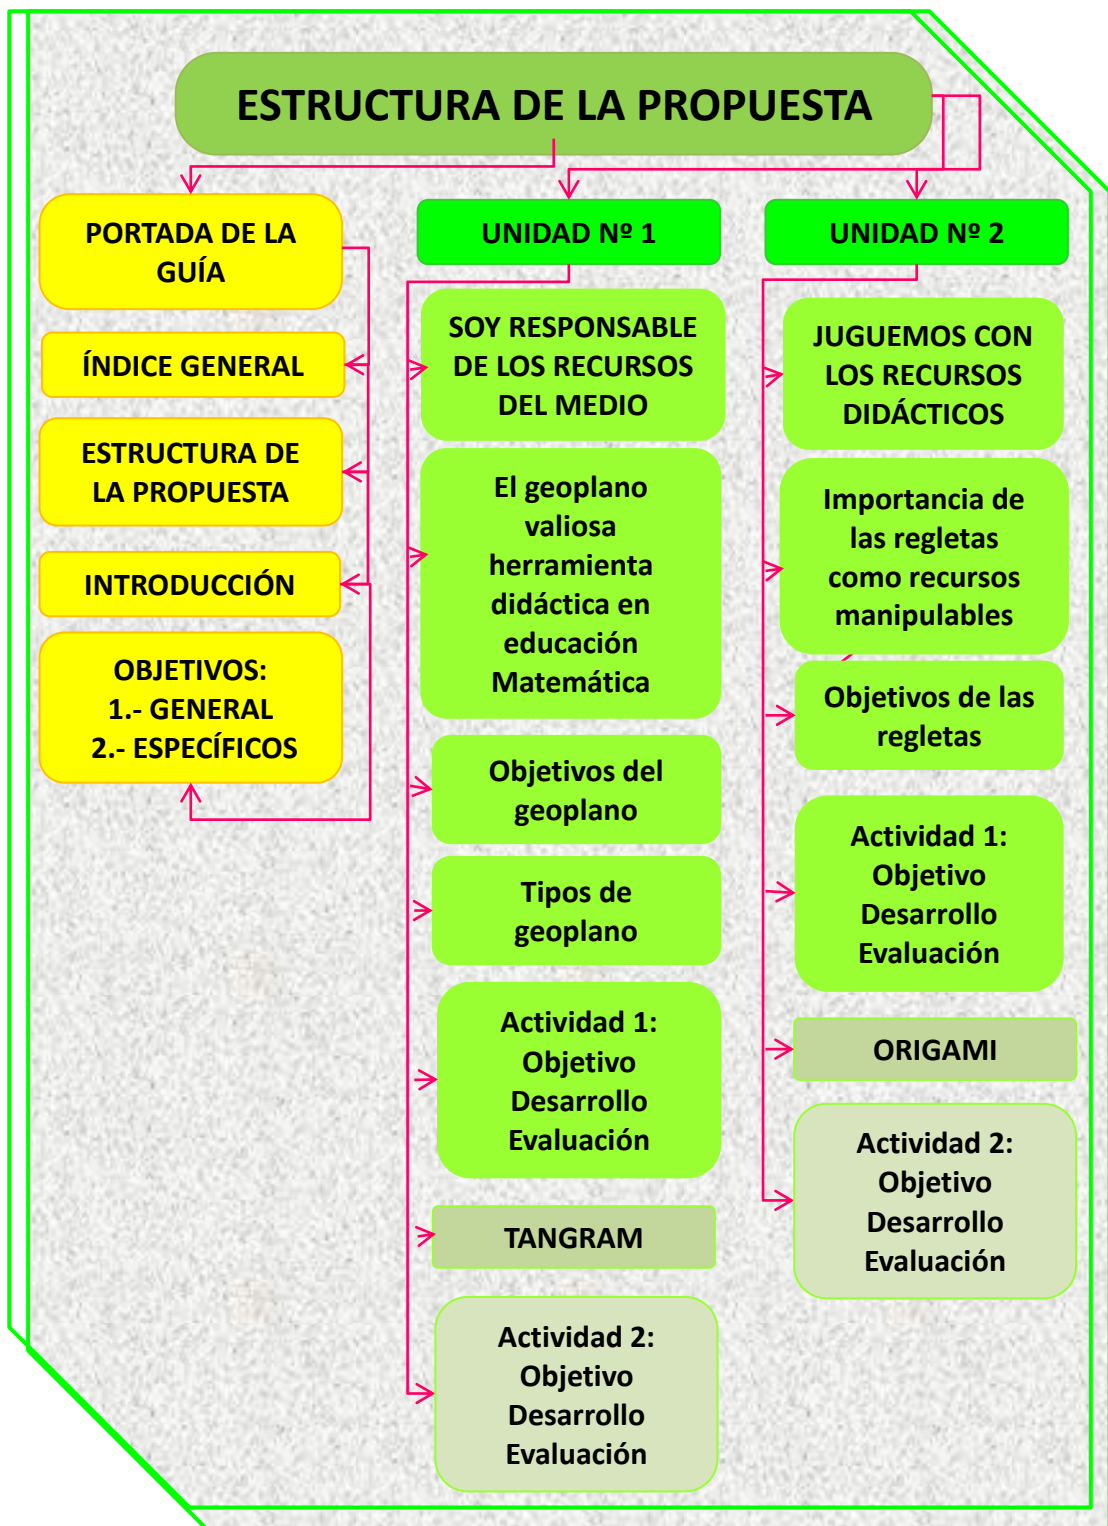 ESTRUCTURA DE LA PROPUESTA
PORTADA DE LA
GUÍA
ÍNDICE GENERAL
ESTRUCTURA DE
LA PROPUESTA
INTRODUCCIÓN
OBJETIVOS:
1.- GENERAL
2.- ESPECÍFICOS
UNIDAD Nº 1
SOY RESPONSABLE
DE LOS RECURSOS
DEL MEDIO
El geoplano
valiosa
herramienta
didáctica en
educación
Matemática
Objetivos del
geoplano
Tipos de
geoplano
Actividad 1:
Objetivo
Desarrollo
Evaluación
TANGRAM
Actividad 2:
Objetivo
Desarrollo
Evaluación
UNIDAD Nº 2
JUGUEMOS CON
LOS RECURSOS
DIDÁCTICOS
Importancia de
las regletas
como recursos
manipulables
Objetivos de las
regletas
Actividad 1:
Objetivo
Desarrollo
Evaluación
ORIGAMI
Actividad 2:
Objetivo
Desarrollo
Evaluación